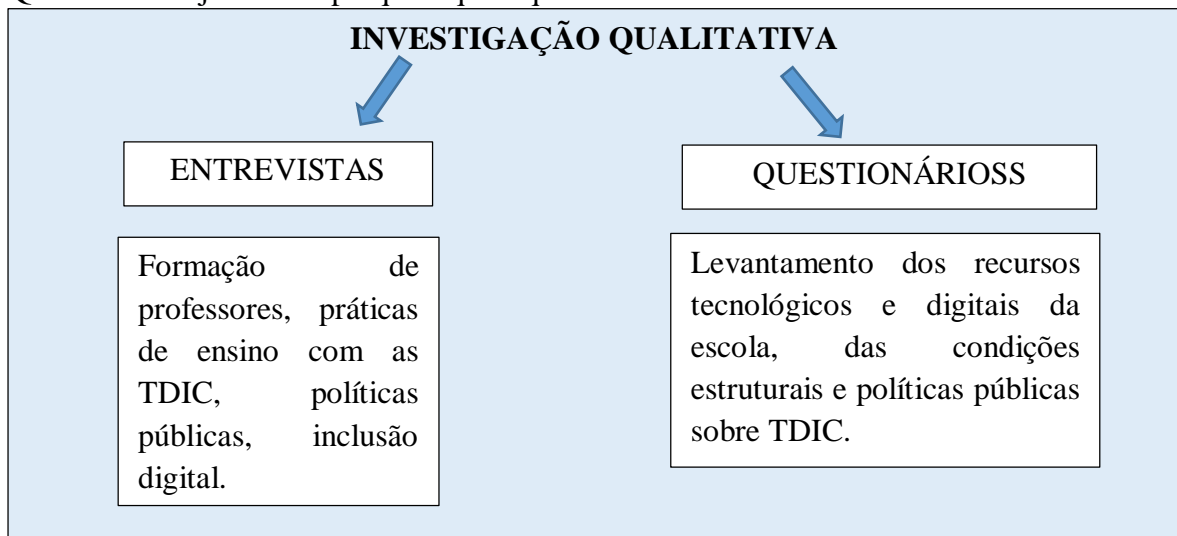 INVESTIGAÇÃO QUALITATIVA
ENTREVISTAS
Formação de
professores, práticas
de ensino com as
TDIC, políticas
públicas, inclusão
digital.
QUESTIONÁRIOSS
Levantamento dos recursos
tecnológicos e digitais da
escola, das condições
estruturais e políticas públicas
sobre TDIC.